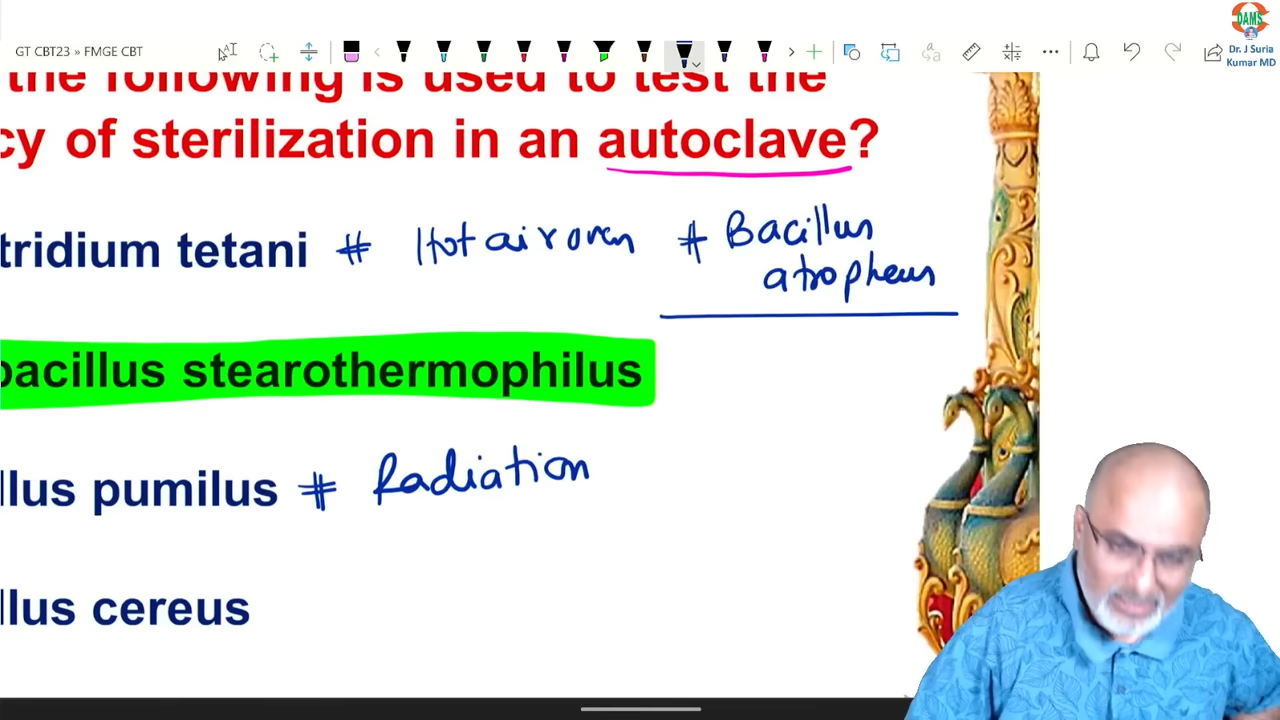 DAMS
GT CBT23 » FMGE CBT
Dr. J Suria
Kumar MD
the following is used to test the
cy of sterilization in an autoclave?
tridium tetani # Hot air oven # Bacillus
atropheus
bacillus stearothermophilus
llus pumilus # Radiation
llus cereus